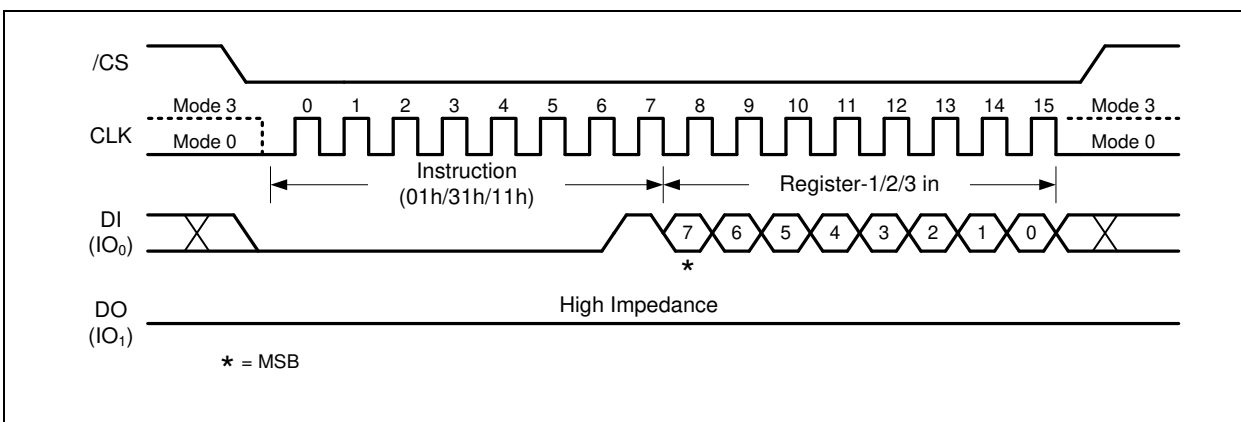 /CS
Mode 3 0 1 2 3 4 5 6 7 8 9 10 11 12 13 14 15 Mode 3
CLK
Mode 0 Mode 0
Instruction
(01h/31h/11h)
Register-1/2/3 in
DI
(IO₀)
7 6 5 4 3 2 1 0
*
High Impedance
DO
(IO₁)
* = MSB